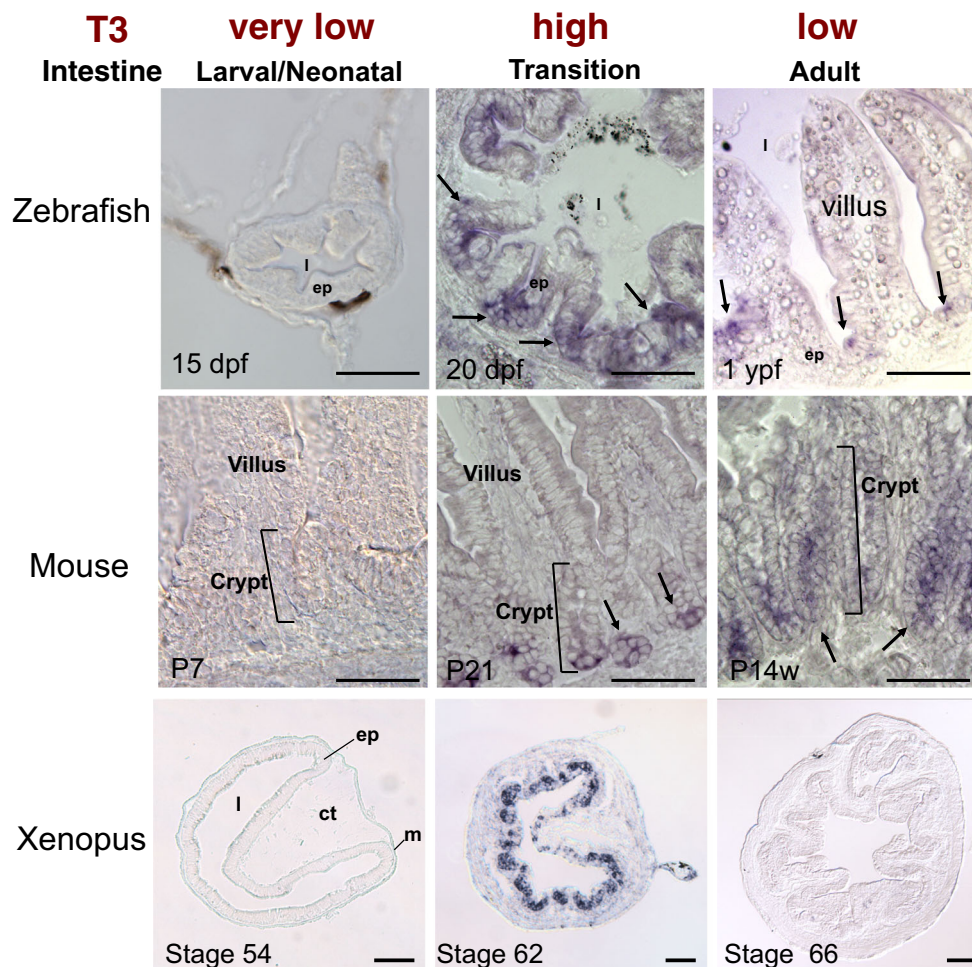 T3 very low high low
Intestine Larval/Neonatal Transition Adult
Zebrafish
l
ep
15 dpf
l
ep
20 dpf
l
villus
ep
1 ypf
Mouse
Villus
Crypt
P7
Villus
Crypt
P21
Crypt
P14w
Xenopus
ep
l
ct
m
Stage 54
Stage 62
Stage 66